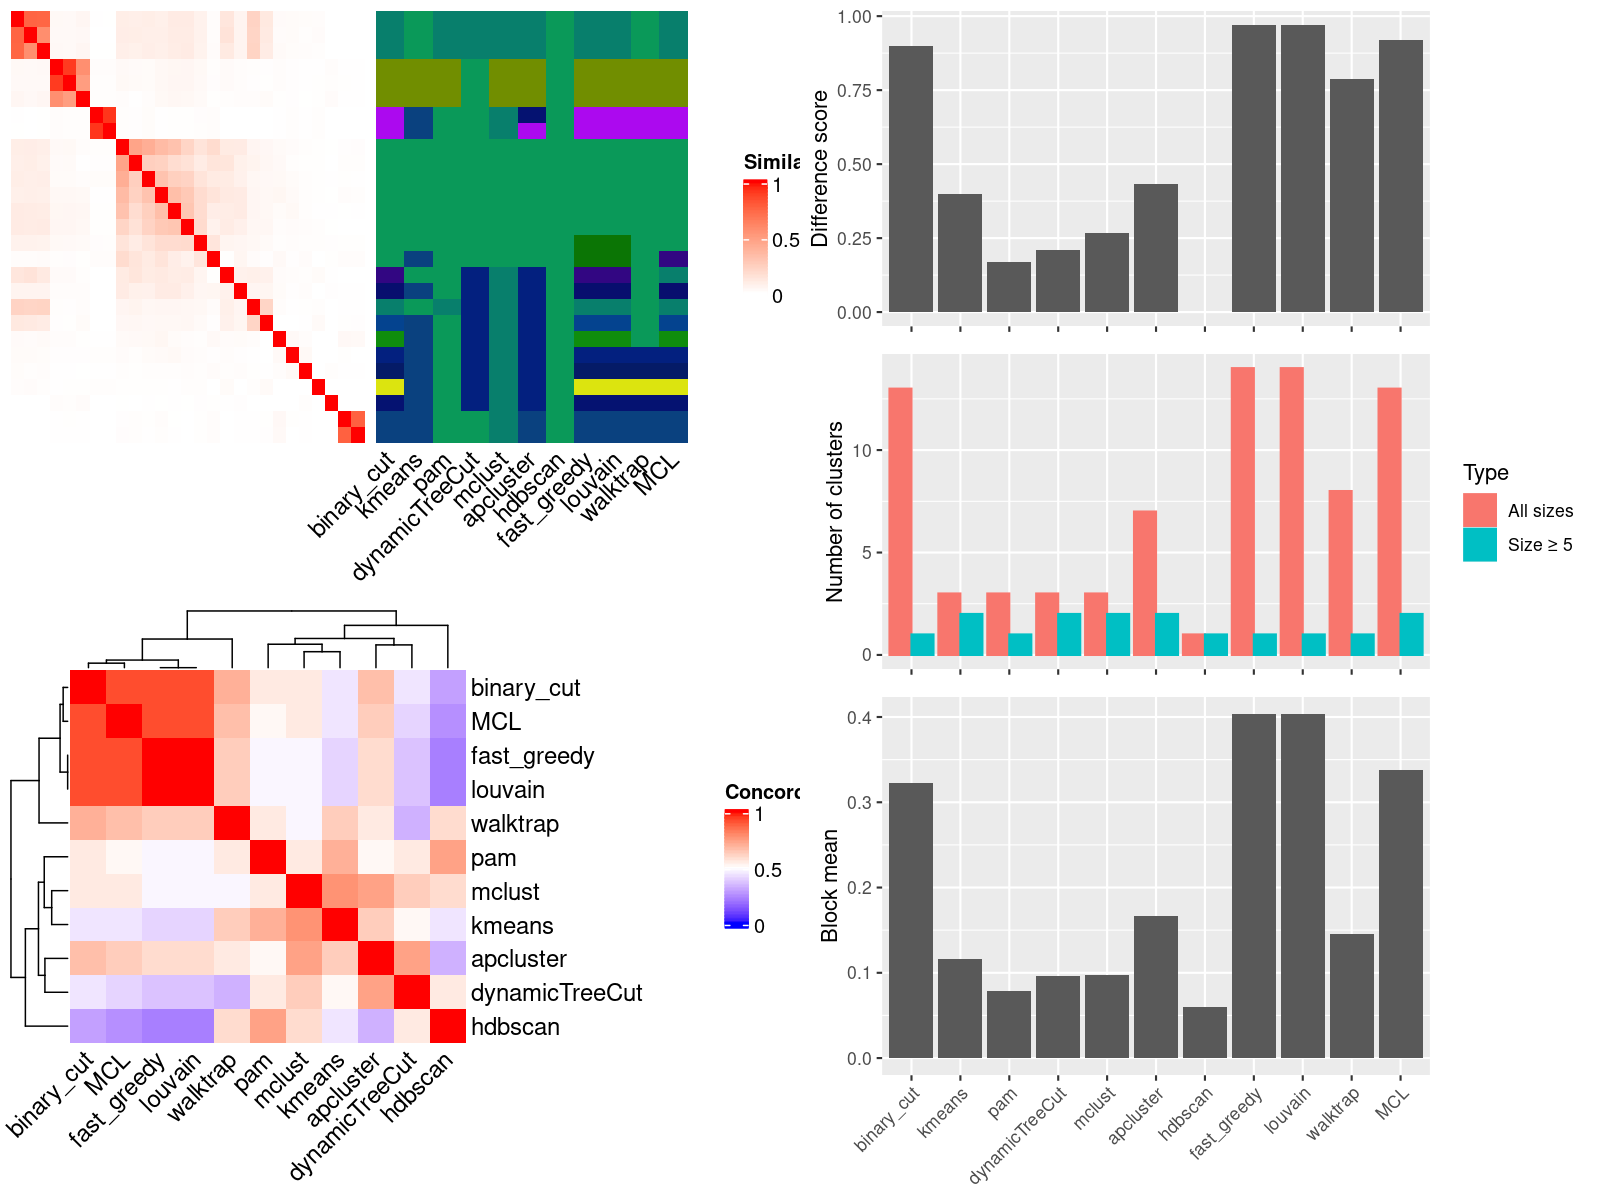 Simila
1
0.5
0
binary_cut
kmeans
pam
dynamicTreeCut
mclust
apcluster
hdbscan
fast_greedy
louvain
walktrap
MCL
binary_cut
MCL
fast_greedy
louvain
walktrap
pam
mclust
kmeans
apcluster
dynamicTreeCut
hdbscan
binary_cut
MCL
fast_greedy
louvain
walktrap
pam
mclust
kmeans
apcluster
dynamicTreeCut
hdbscan
Concord
1
0.5
0
Difference score
1.00
0.75
0.50
0.25
0.00
Number of clusters
10
5
0
Type
All sizes
Size ≥ 5
Block mean
0.4
0.3
0.2
0.1
0.0
binary_cut
kmeans
pam
dynamicTreeCut
mclust
apcluster
hdbscan
fast_greedy
louvain
walktrap
MCL